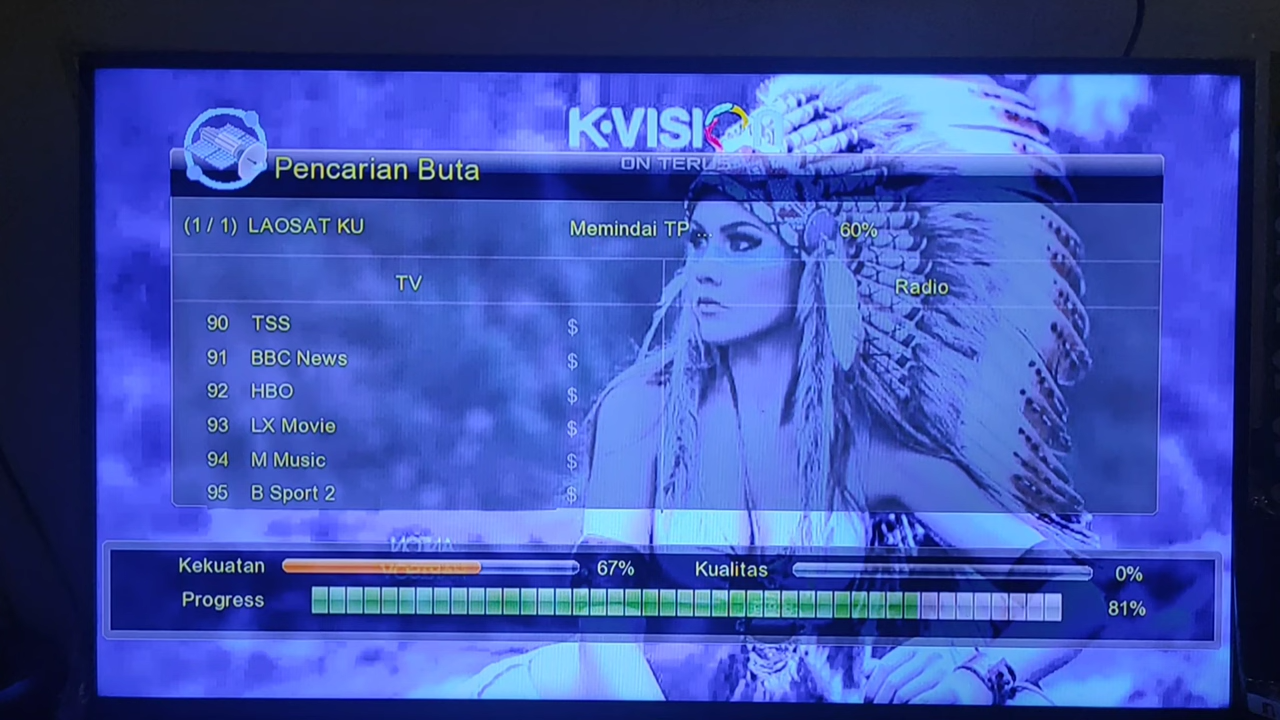 K-VISION
ON TERUS
Pencarian Buta
(1 / 1) LAOSAT KU
Memindai TP ...
60%
TV
Radio
90 TSS $
91 BBC News $
92 HBO $
93 LX Movie $
94 M Music $
95 B Sport 2 $
Kekuatan 67% Kualitas 0%
Progress 81%